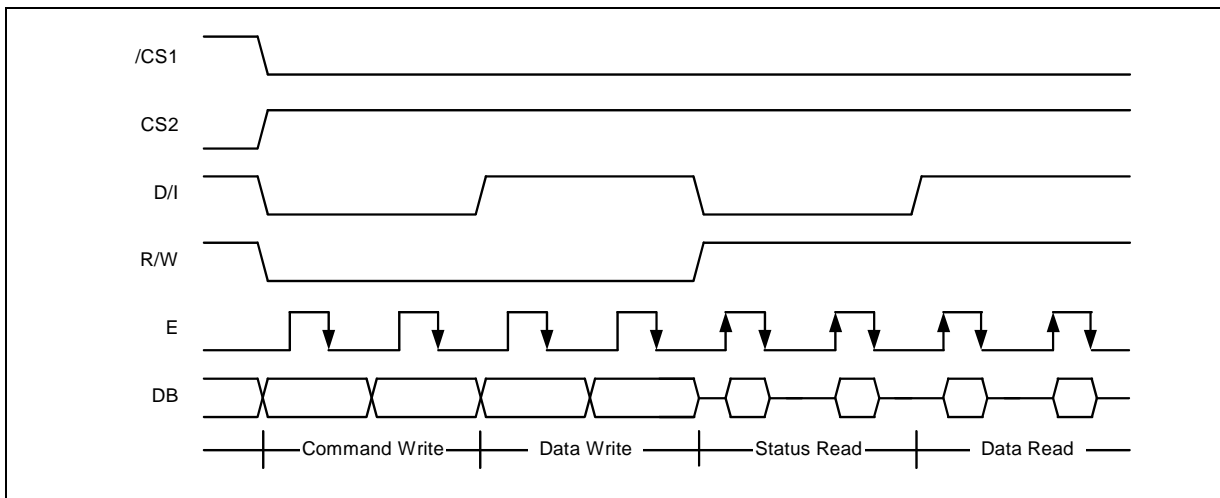 /CS1
CS2
D/I
R/W
E
DB
Command Write Data Write Status Read Data Read